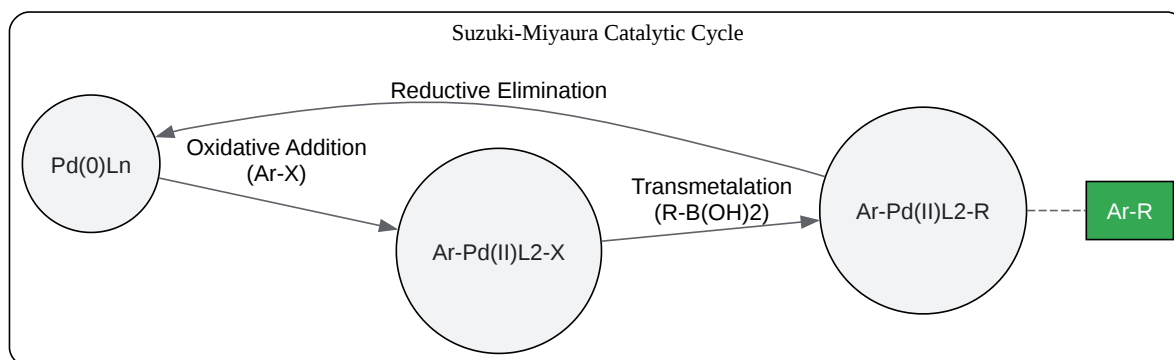 Suzuki-Miyaura Catalytic Cycle
Reductive Elimination
Pd(0)Ln
Oxidative Addition
(Ar-X)
Ar-Pd(II)L2-X
Transmetalation
(R-B(OH)2)
Ar-Pd(II)L2-R
Ar-R